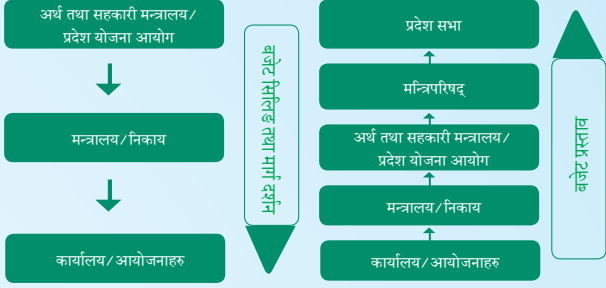 अर्थ तथा सहकारी मन्त्रालय/
प्रदेश योजना आयोग
मन्त्रालय/निकाय
कार्यालय/आयोजनाहरु
बजेट सिलिङ तथा मार्ग दर्शन
प्रदेश सभा
मन्त्रिपरिषद्
अर्थ तथा सहकारी मन्त्रालय/
प्रदेश योजना आयोग
मन्त्रालय/निकाय
कार्यालय/आयोजनाहरु
बजेट प्रस्ताव